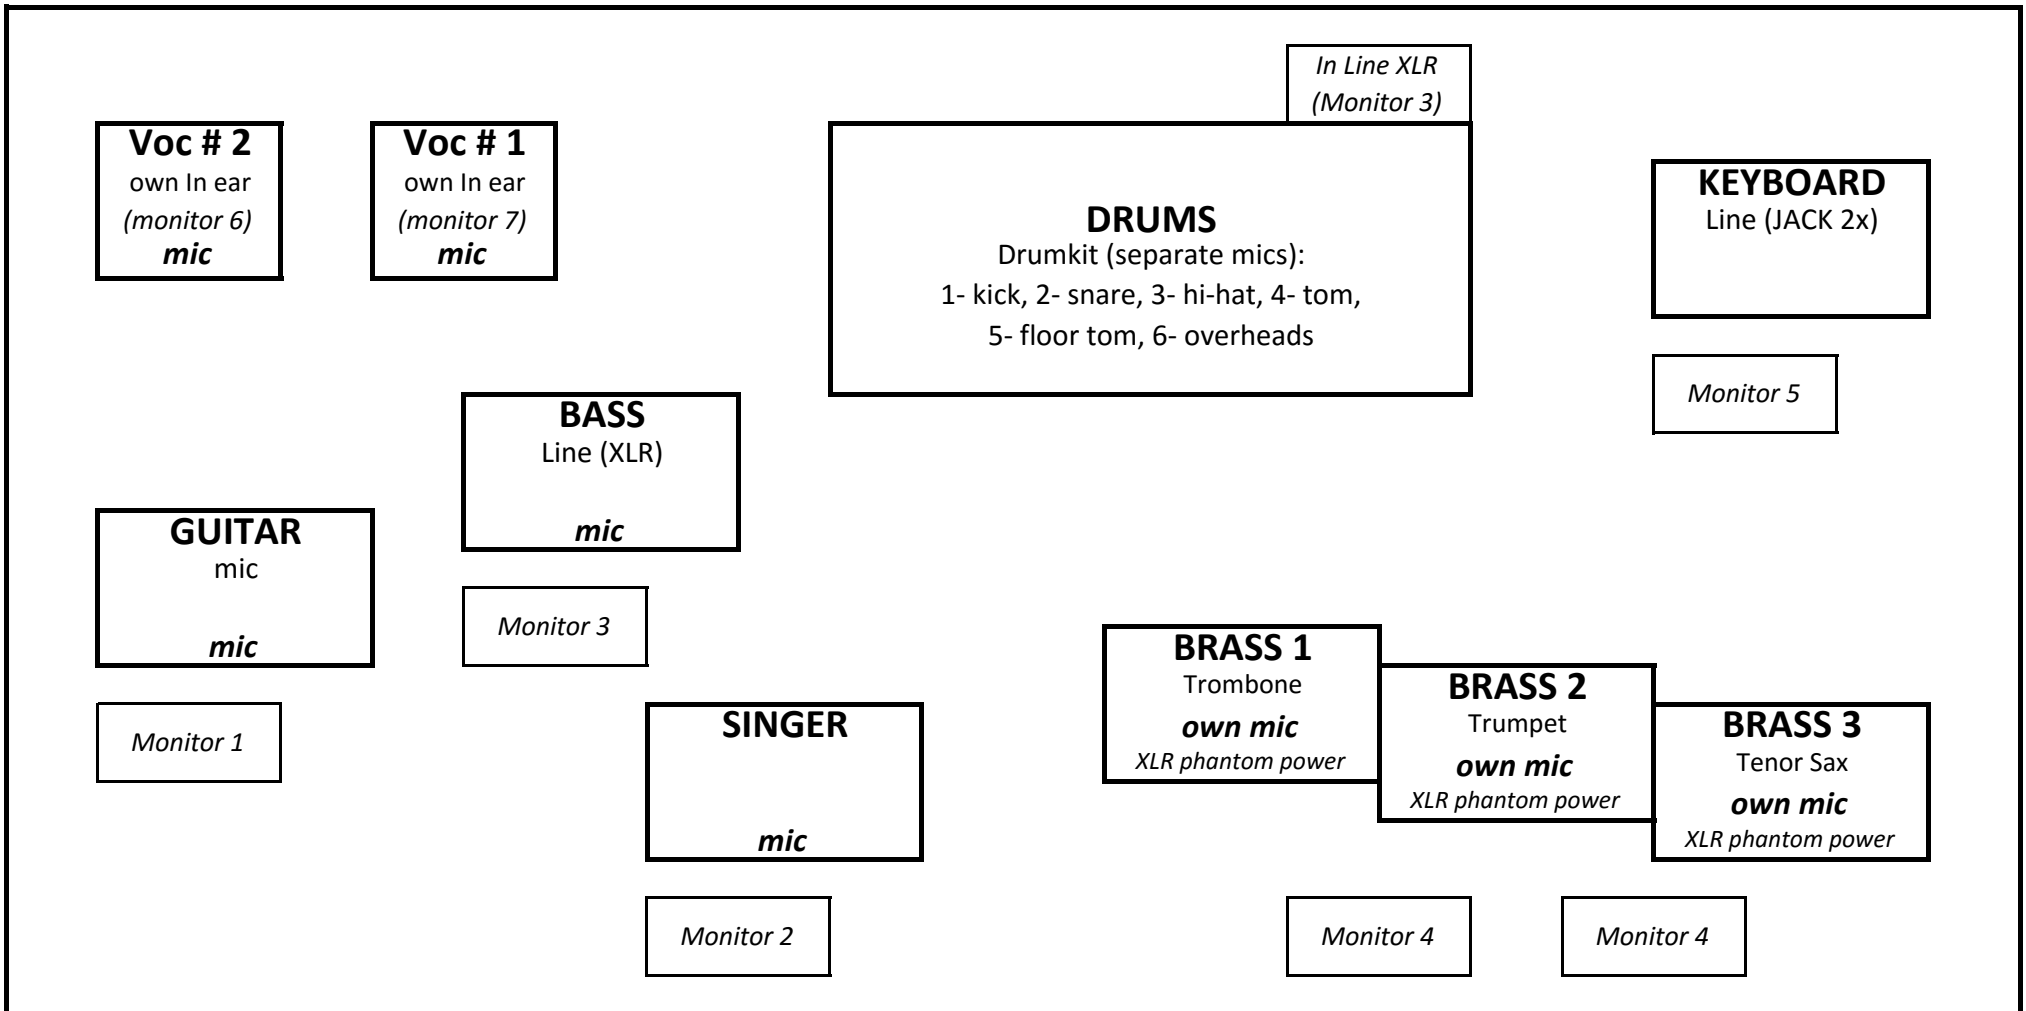 In Line XLR
(Monitor 3)
Voc # 2
own In ear
(monitor 6)
mic
Voc # 1
own In ear
(monitor 7)
mic
DRUMS
Drumkit (separate mics):
1- kick, 2- snare, 3- hi-hat, 4- tom,
5- floor tom, 6- overheads
KEYBOARD
Line (JACK 2x)
Monitor 5
BASS
Line (XLR)
mic
Monitor 3
GUITAR
mic
mic
Monitor 1
SINGER
mic
Monitor 2
BRASS 1
Trombone
own mic
XLR phantom power
BRASS 2
Trumpet
own mic
XLR phantom power
BRASS 3
Tenor Sax
own mic
XLR phantom power
Monitor 4
Monitor 4